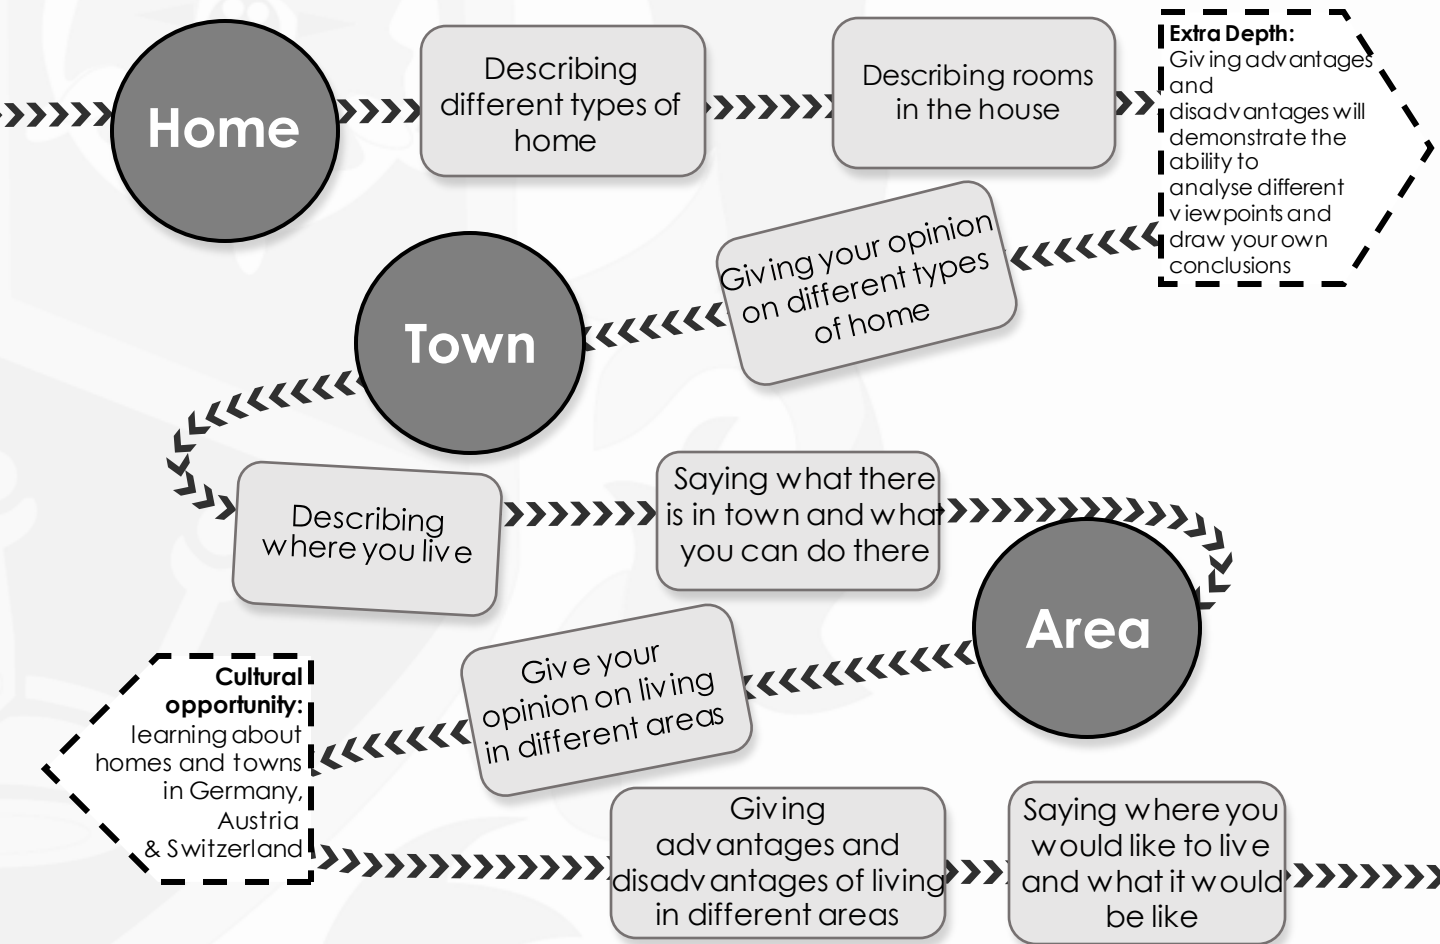 Home
Describing
different types of
home
Describing rooms
in the house
Extra Depth:
Giving advantages
and
disadvantages will
demonstrate the
ability to
analyse different
viewpoints and
draw your own
conclusions
Giving your opinion
on different types
of home
Town
Describing
where you live
Saying what there
is in town and what
you can do there
Area
Give your
opinion on living
in different areas
Cultural
opportunity:
learning about
homes and towns
in Germany,
Austria
& Switzerland
Giving
advantages and
disadvantages of living
in different areas
Saying where you
would like to live
and what it would
be like